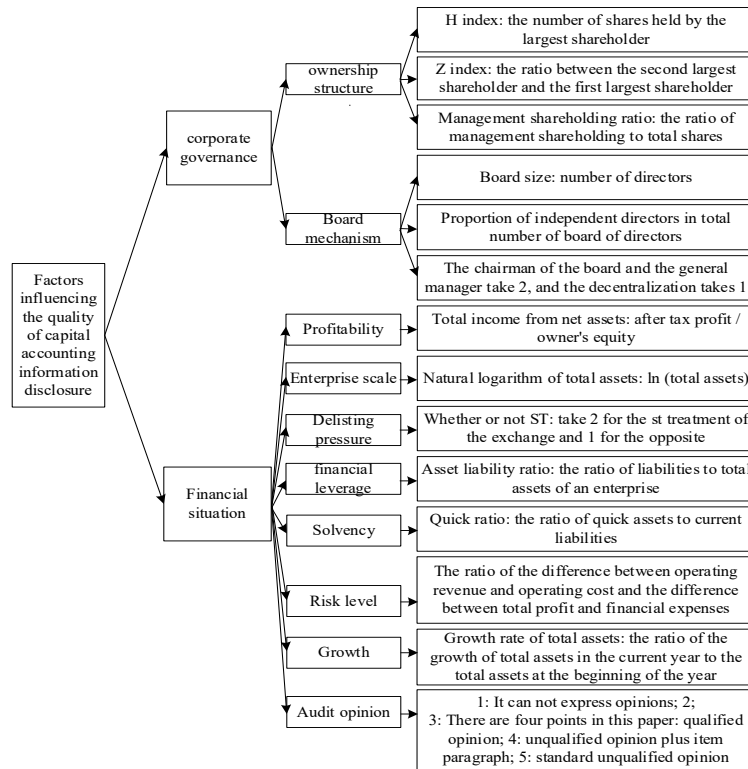 Factors
influencing
the quality
of capital
accounting
information
disclosure
corporate
governance
ownership
structure
H index: the number of shares held by the
largest shareholder
Z index: the ratio between the second largest
shareholder and the first largest shareholder
Management shareholding ratio: the ratio of
management shareholding to total shares
Board
mechanism
Board size: number of directors
Proportion of independent directors in total
number of board of directors
The chairman of the board and the general
manager take 2, and the decentralization takes 1
Financial
situation
Profitability
Total income from net assets: after tax profit /
owner's equity
Enterprise scale
Natural logarithm of total assets: ln (total assets)
Delisting
pressure
Whether or not ST: take 2 for the st treatment of
the exchange and 1 for the opposite
financial
leverage
Asset liability ratio: the ratio of liabilities to total
assets of an enterprise
Solvency
Quick ratio: the ratio of quick assets to current
liabilities
Risk level
The ratio of the difference between operating
revenue and operating cost and the difference
between total profit and financial expenses
Growth
Growth rate of total assets: the ratio of the
growth of total assets in the current year to the
total assets at the beginning of the year
Audit opinion
1: It can not express opinions; 2;
3: There are four points in this paper: qualified
opinion; 4: unqualified opinion plus item
paragraph; 5: standard unqualified opinion